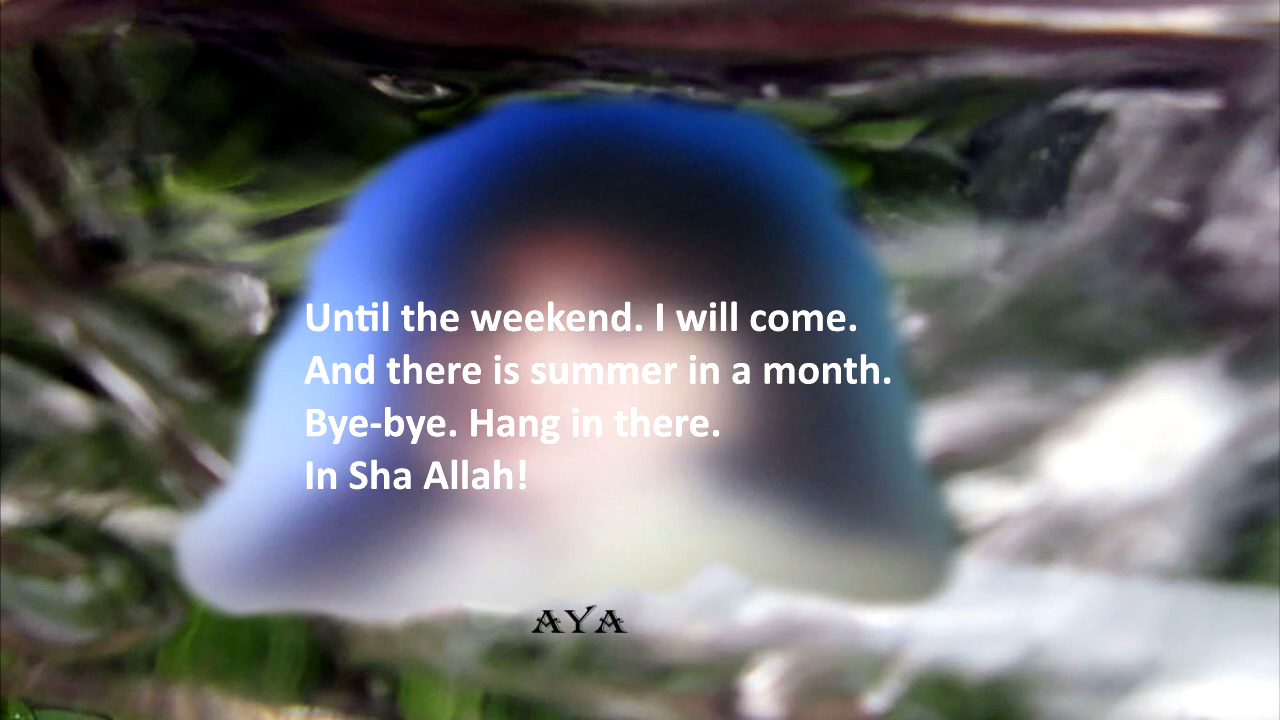 Until the weekend. I will come.
And there is summer in a month.
Bye-bye. Hang in there.
In Sha Allah!
AYA